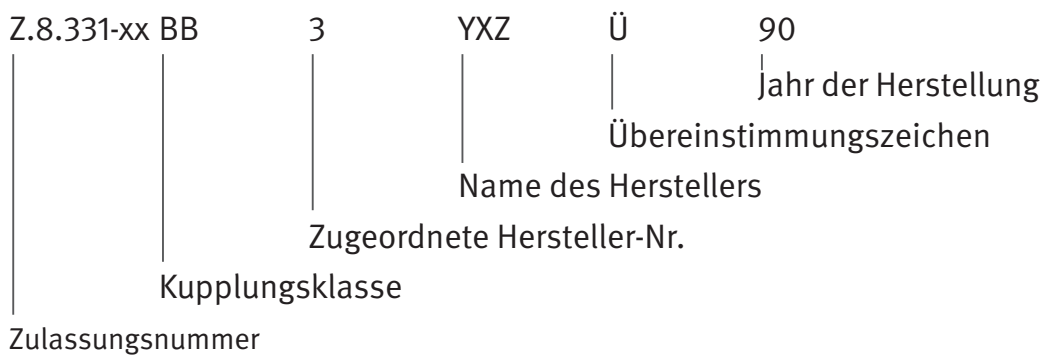 Z.8.331-xx BB 3 YXZ Ü 90
Jahr der Herstellung
Übereinstimmungszeichen
Name des Herstellers
Zugeordnete Hersteller-Nr.
Kupplungsklasse
Zulassungsnummer